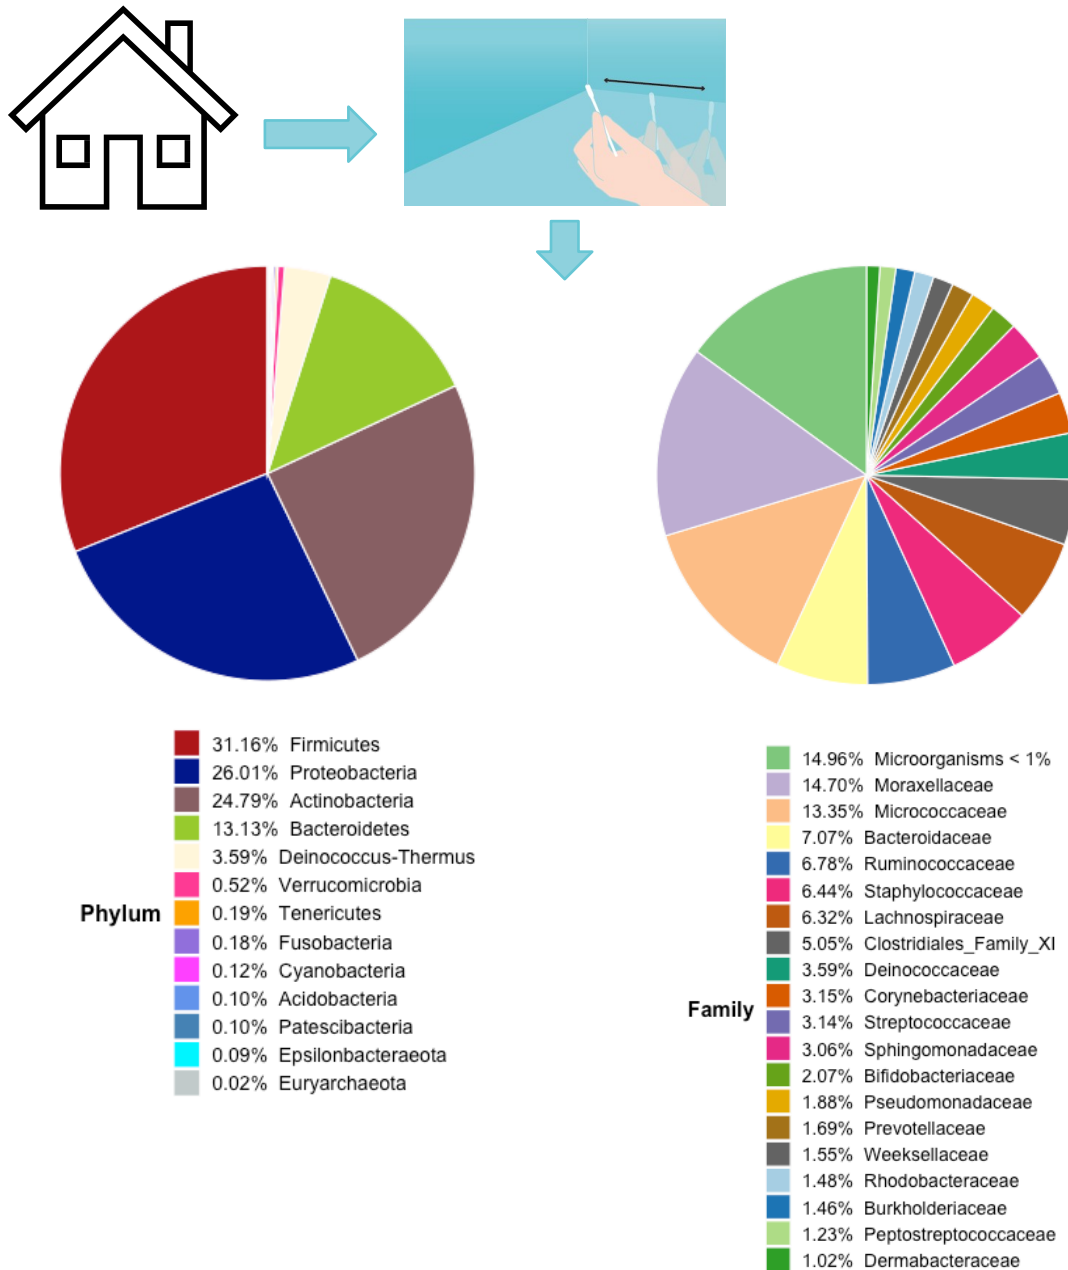 31.16% Firmicutes
26.01% Proteobacteria
24.79% Actinobacteria
13.13% Bacteroidetes
3.59% Deinococcus-Thermus
0.52% Verrucomicrobia
Phylum
0.19% Tenericutes
0.18% Fusobacteria
0.12% Cyanobacteria
0.10% Acidobacteria
0.10% Patescibacteria
0.09% Epsilonbacteraeota
0.02% Euryarchaeota
14.96% Microorganisms < 1%
14.70% Moraxellaceae
13.35% Micrococcaceae
7.07% Bacteroidaceae
6.78% Ruminococcaceae
6.44% Staphylococcaceae
6.32% Lachnospiraceae
5.05% Clostridiales_Family_XI
3.59% Deinococcaceae
3.15% Corynebacteriaceae
Family
3.14% Streptococcaceae
3.06% Sphingomonadaceae
2.07% Bifidobacteriaceae
1.88% Pseudomonadaceae
1.69% Prevotellaceae
1.55% Weeksellaceae
1.48% Rhodobacteraceae
1.46% Burkholderiaceae
1.23% Peptostreptococcaceae
1.02% Dermabacteraceae